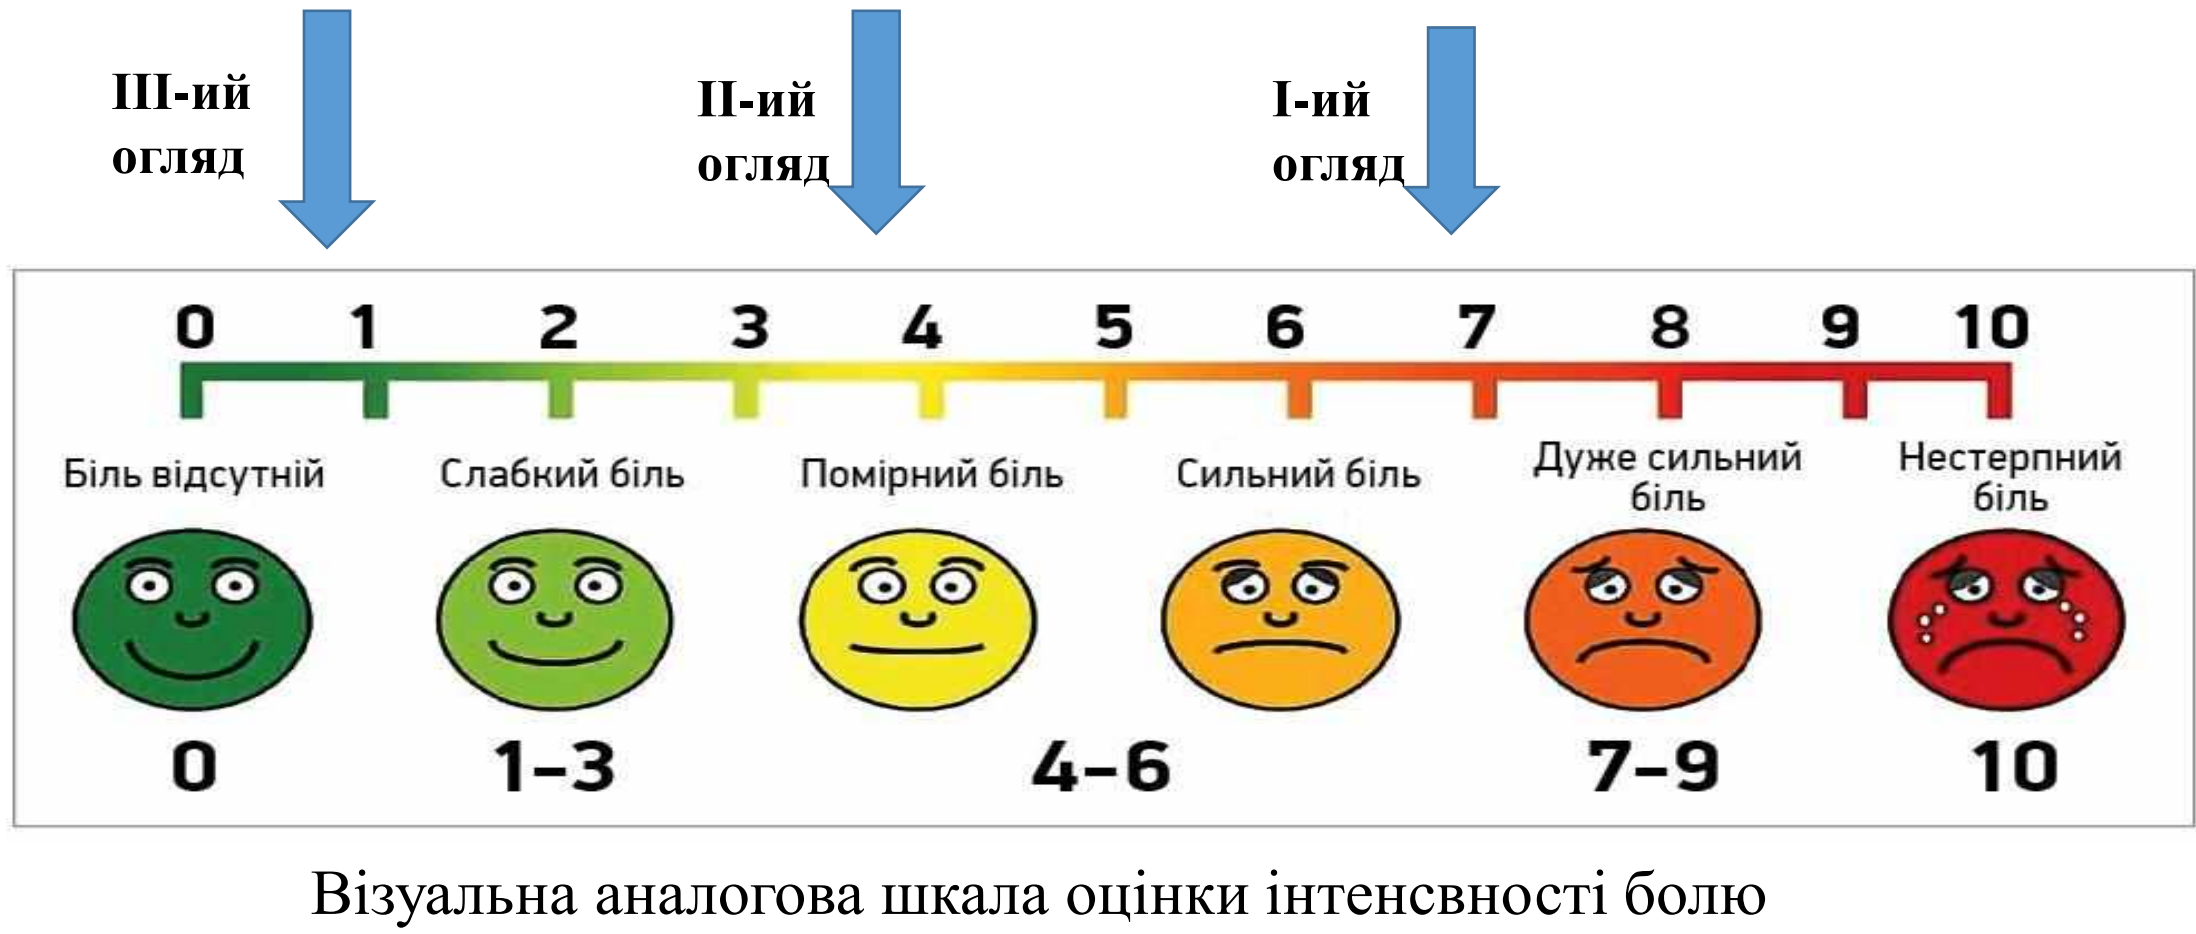 III-ий
огляд
II-ий
огляд
I-ий
огляд
0 1 2 3 4 5 6 7 8 9 10
Біль відсутній
Слабкий біль
Помірний біль
Сильний біль
Дуже сильний
біль
Нестерпний
біль
0 1–3 4–6 7–9 10
Візуальна аналогова шкала оцінки інтенсвності болю